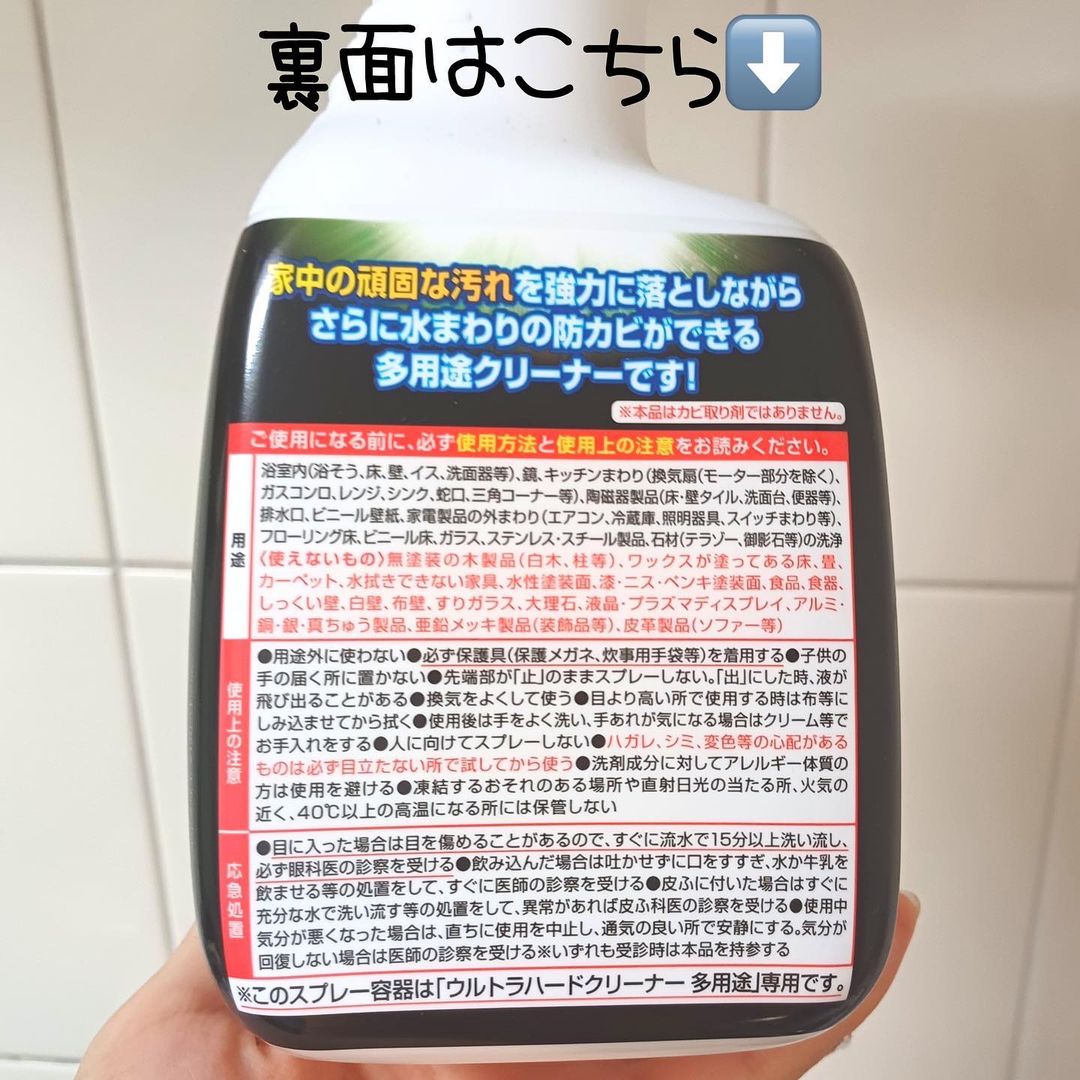 裏面はこちら⬇️
家中の頑固な汚れを強力に落としながら
さらに水まわりの防カビができる
多用途クリーナーです!
※本品はカビ取り剤ではありません。
ご使用になる前に、必ず使用方法と使用上の注意をお読みください。
用途
浴室内(浴そう、床、壁、イス、洗面器等)、鏡、キッチンまわり(換気扇(モーター部分を除く)、
ガスコンロ、レンジ、シンク、蛇口、三角コーナー等)、陶磁器製品(床・壁タイル、洗面台、便器等)、
排水口、ビニール壁紙、家電製品の外まわり(エアコン、冷蔵庫、照明器具、スイッチまわり等)、
フローリング床、ビニール床、ガラス、ステンレス・スチール製品、石材(テラゾー、御影石等)の洗浄
〈使えないもの〉無塗装の木製品(白木、柱等)、ワックスが塗ってある床、畳、
カーペット、水拭きできない家具、水性塗装面、漆・ニス・ペンキ塗装面、食品、食器、
しっくい壁、白壁、布壁、すりガラス、大理石、液晶・プラズマディスプレイ、アルミ・
銅・銀・真ちゅう製品、亜鉛メッキ製品(装飾品等)、皮革製品(ソファー等)
使用上の注意
●用途外に使わない●必ず保護具(保護メガネ、炊事用手袋等)を着用する●子供の
手の届く所に置かない●先端部が「止」のままスプレーしない。「出」にした時、液が
飛び出ることがある●換気をよくして使う●目より高い所で使用する時は布等に
しみ込ませてから拭く●使用後は手をよく洗い、手あれが気になる場合はクリーム等で
お手入れをする●人に向けてスプレーしない●ハガレ、シミ、変色等の心配がある
ものは必ず目立たない所で試してから使う●洗剤成分に対してアレルギー体質の
方は使用を避ける●凍結するおそれのある場所や直射日光の当たる所、火気の
近く、40℃以上の高温になる所には保管しない
応急処置
●目に入った場合は目を傷めることがあるので、すぐに流水で15分以上洗い流し、
必ず眼科医の診察を受ける●飲み込んだ場合は吐かせずに口をすすぎ、水か牛乳を
飲ませる等の処置をして、すぐに医師の診察を受ける●皮ふに付いた場合はすぐに
充分な水で洗い流す等の処置をして、異常があれば皮ふ科医の診察を受ける●使用中
気分が悪くなった場合は、直ちに使用を中止し、通気の良い所で安静にする。気分が
回復しない場合は医師の診察を受ける※いずれも受診時は本品を持参する
※このスプレー容器は「ウルトラハードクリーナー 多用途」専用です。